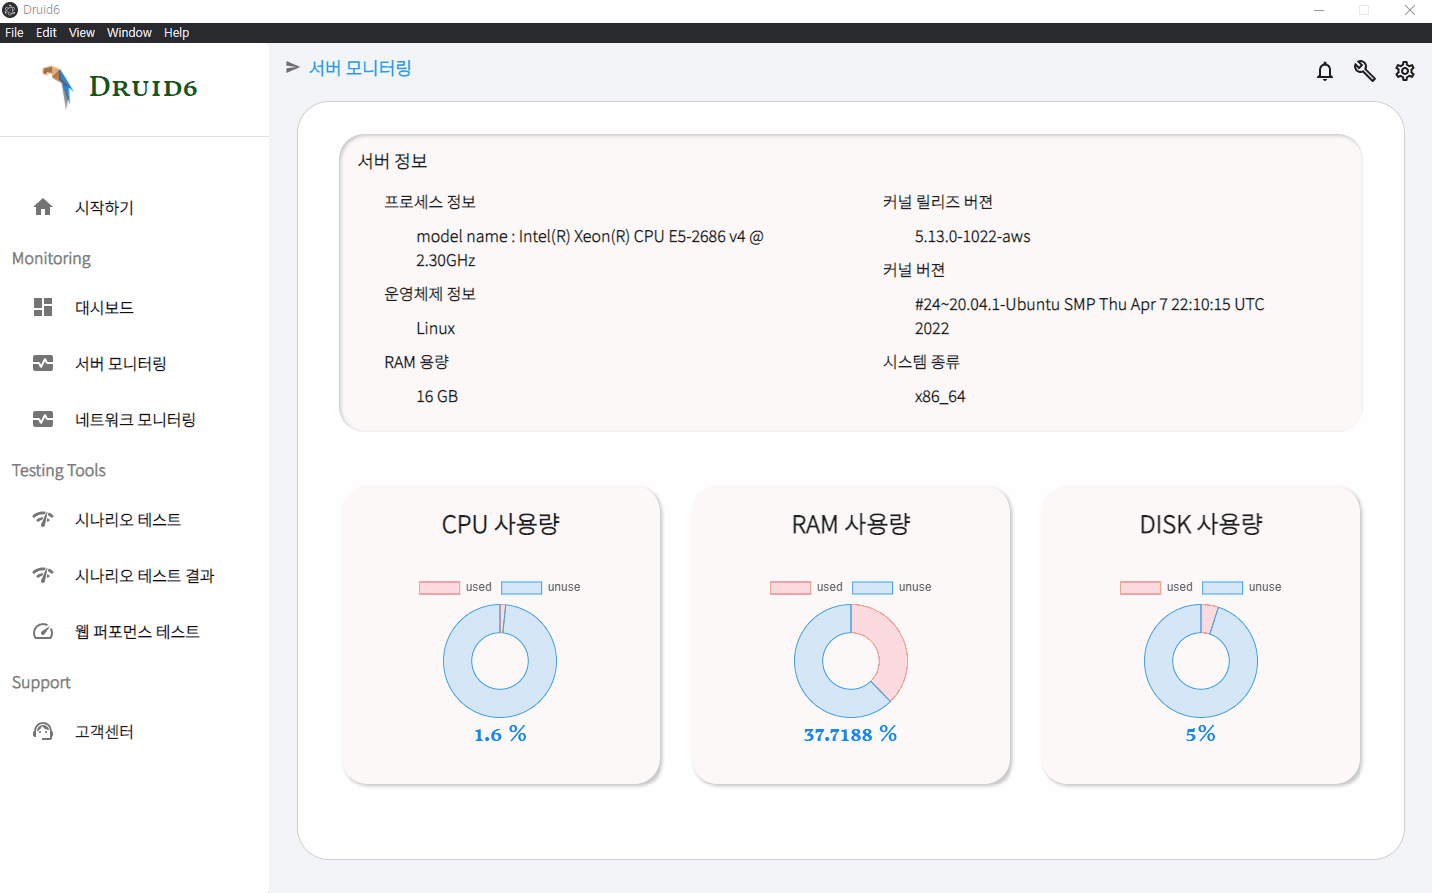 Druid6
File Edit View Window Help
Druid6
서버 모니터링
시작하기
Monitoring
대시보드
서버 모니터링
네트워크 모니터링
Testing Tools
시나리오 테스트
시나리오 테스트 결과
웹 퍼포먼스 테스트
Support
고객센터
서버 정보
프로세스 정보
model name : Intel(R) Xeon(R) CPU E5-2686 v4 @
2.30GHz
운영체제 정보
Linux
RAM 용량
16 GB
커널 릴리즈 버젼
5.13.0-1022-aws
커널 버젼
#24~20.04.1-Ubuntu SMP Thu Apr 7 22:10:15 UTC
2022
시스템 종류
x86_64
CPU 사용량
used unuse
1.6 %
RAM 사용량
used unuse
37.7188 %
DISK 사용량
used unuse
5%